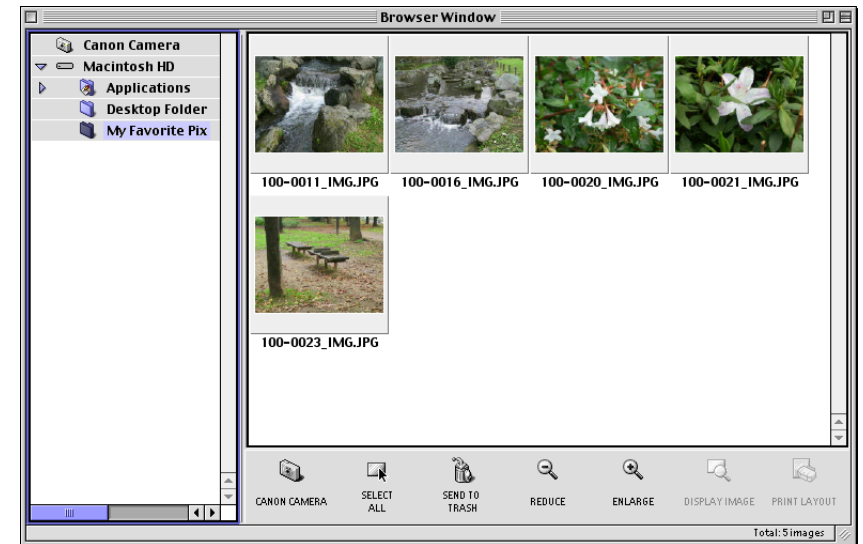 Browser Window
Canon Camera
Macintosh HD
Applications
Desktop Folder
My Favorite Pix
100-0011_IMG.JPG 100-0016_IMG.JPG 100-0020_IMG.JPG 100-0021_IMG.JPG
100-0023_IMG.JPG
CANON CAMERA
SELECT
ALL
SEND TO
TRASH
REDUCE
ENLARGE
DISPLAY IMAGE
PRINT LAYOUT
Total:5images